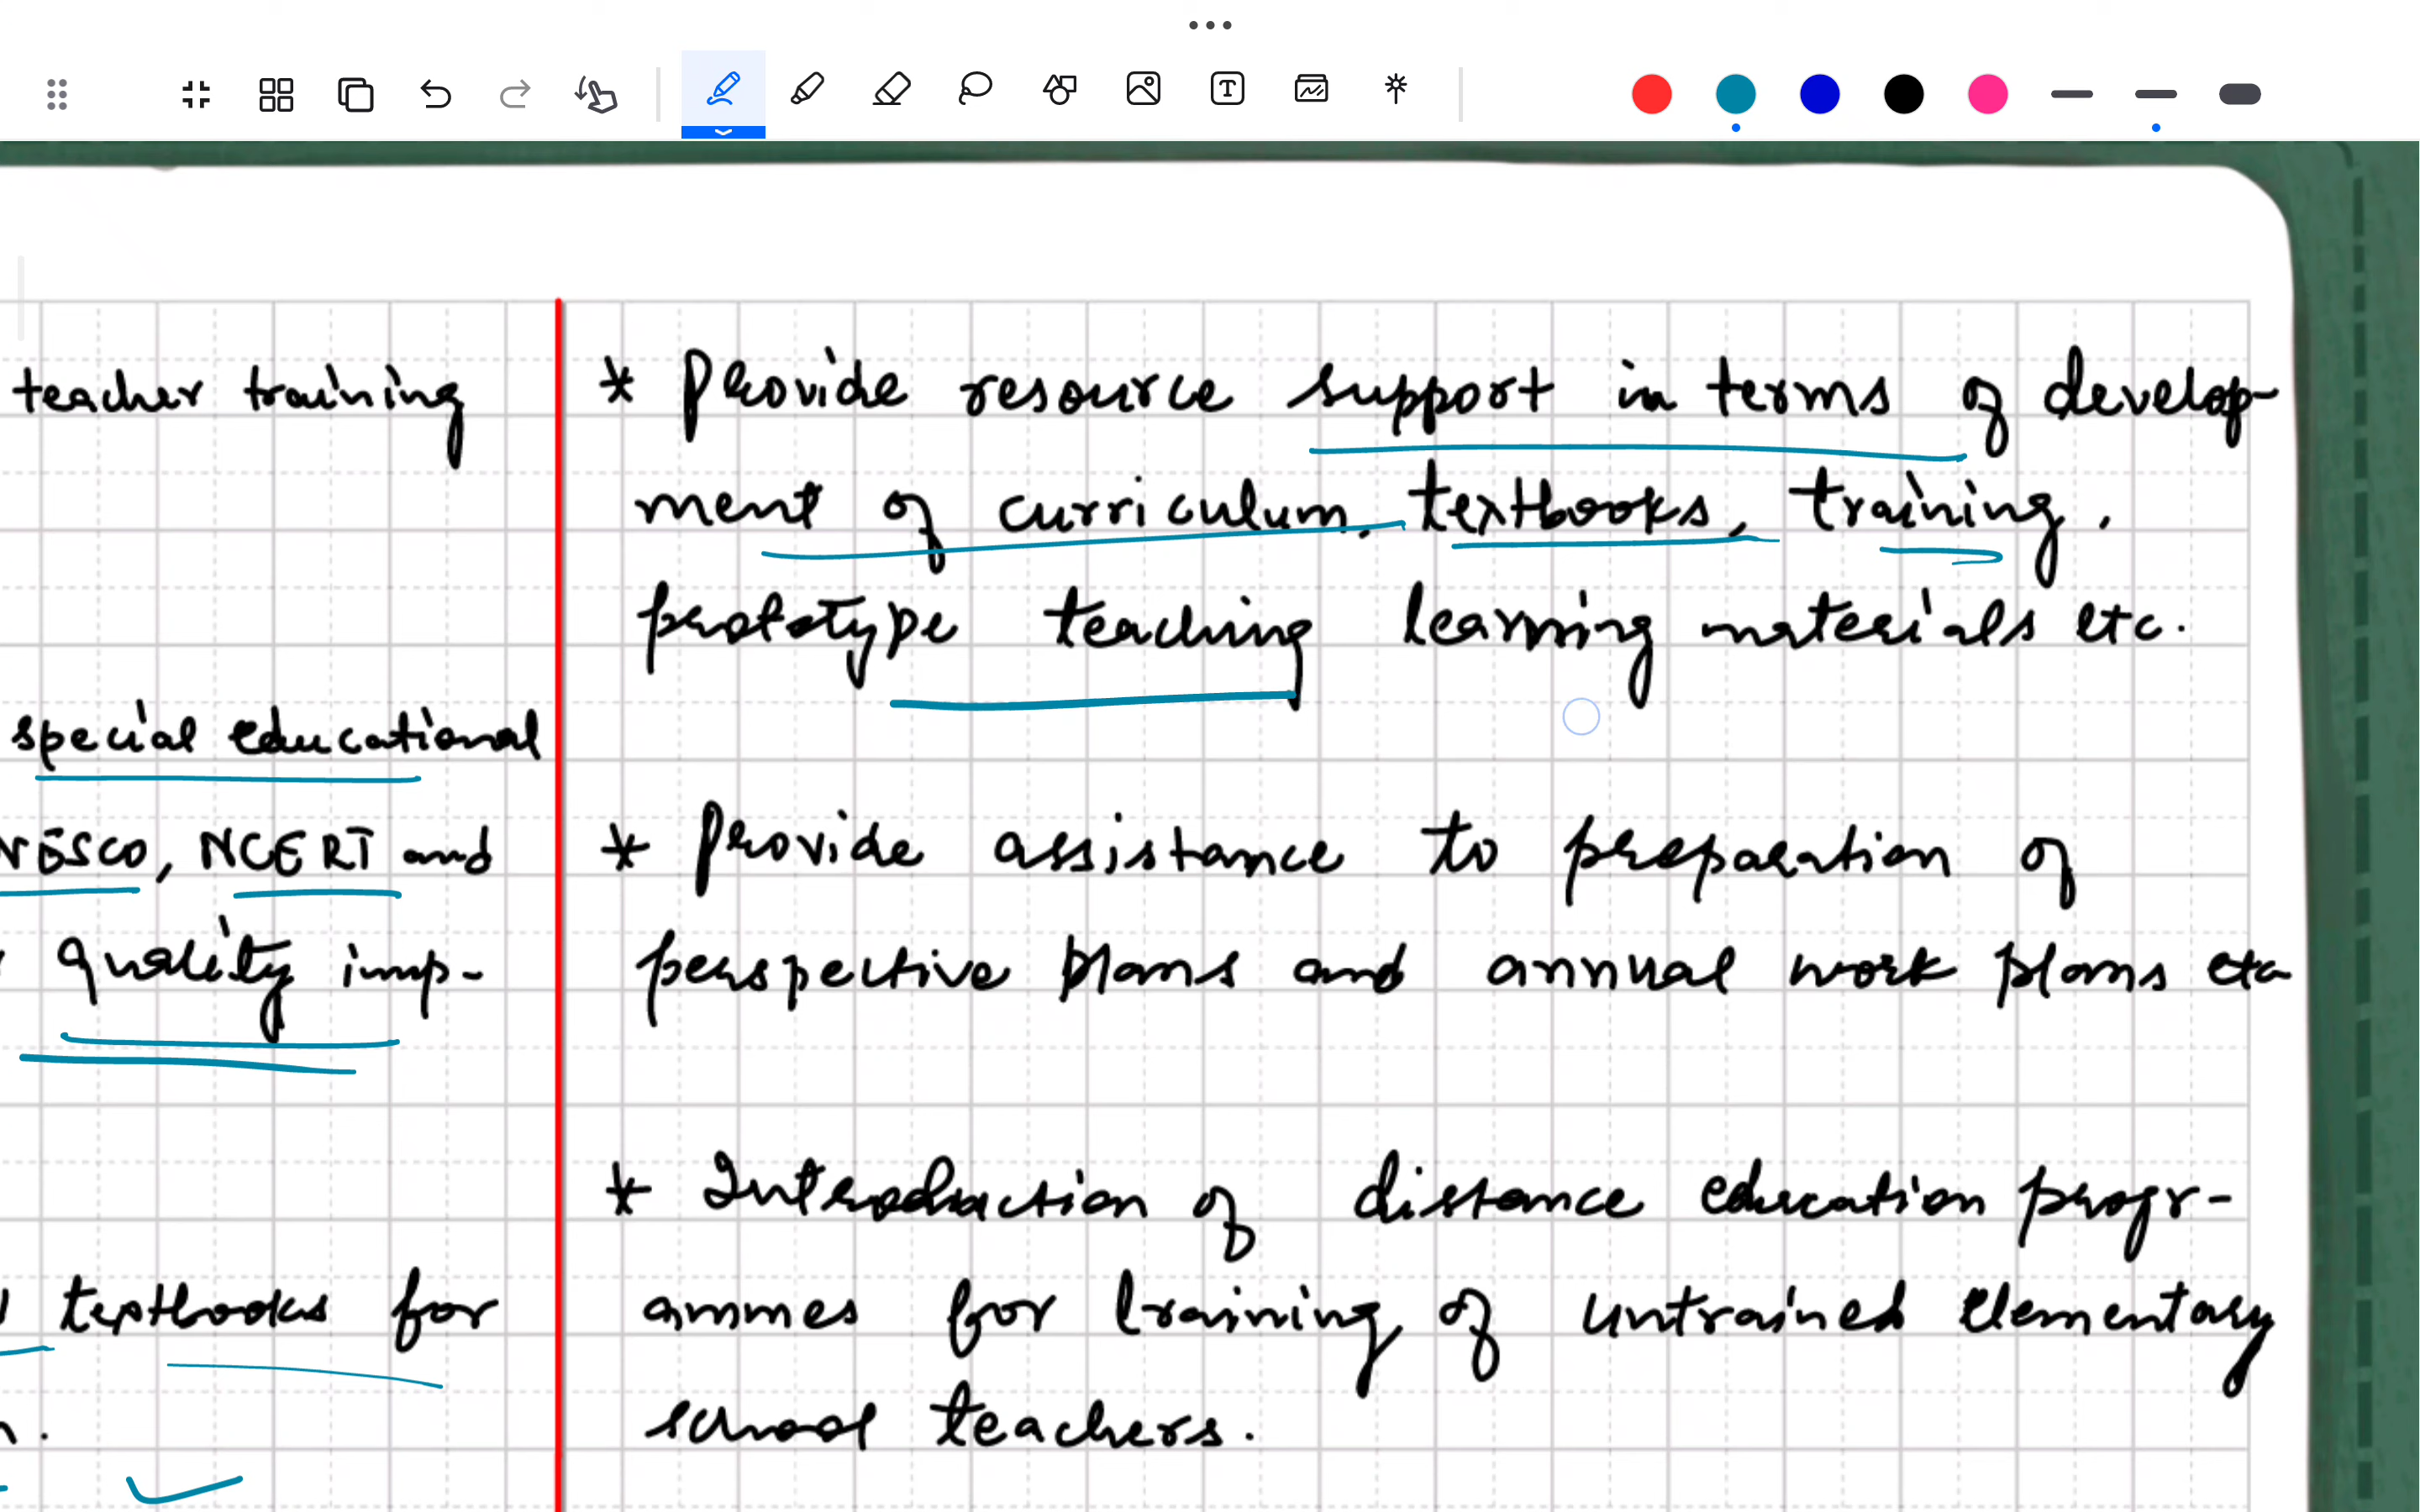 teacher training
special educational
NESCO, NCERT and
quality imp-
textbooks for
* Provide resource support in terms of develop-
ment of curriculum, textbooks, training,
prototype teaching learning materials etc.
* Provide assistance to preparation of
perspective plans and annual work plans etc
* Introduction of distance education progr-
ammes for training of untrained elementary
school teachers.